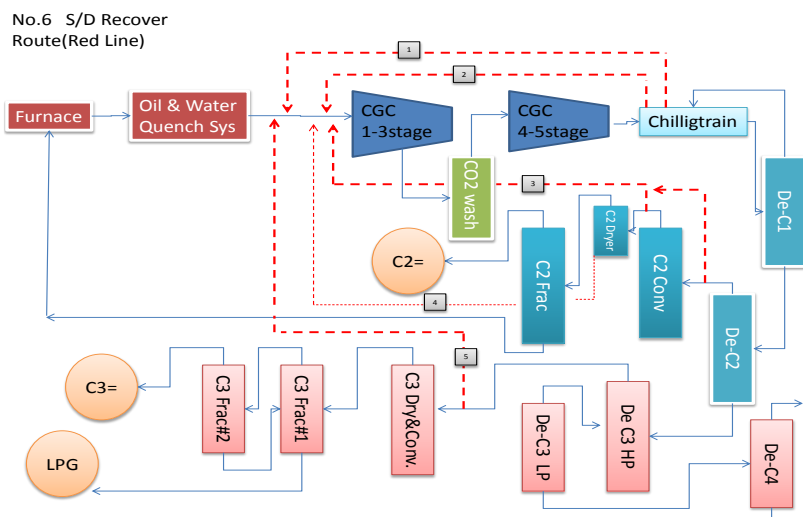 No.6 S/D Recover
Route(Red Line)
1
2
Furnace
Oil & Water
Quench Sys
CGC
1-3stage
CGC
4-5stage
Chilligtrain
CO2 wash
3
De-C1
C2=
C2 Dryer
C2 Frac
C2 Conv
4
De-C2
5
C3=
C3 Frac#2
C3 Frac#1
C3 Dry&Conv.
De-C3 LP
De C3 HP
De-C4
LPG